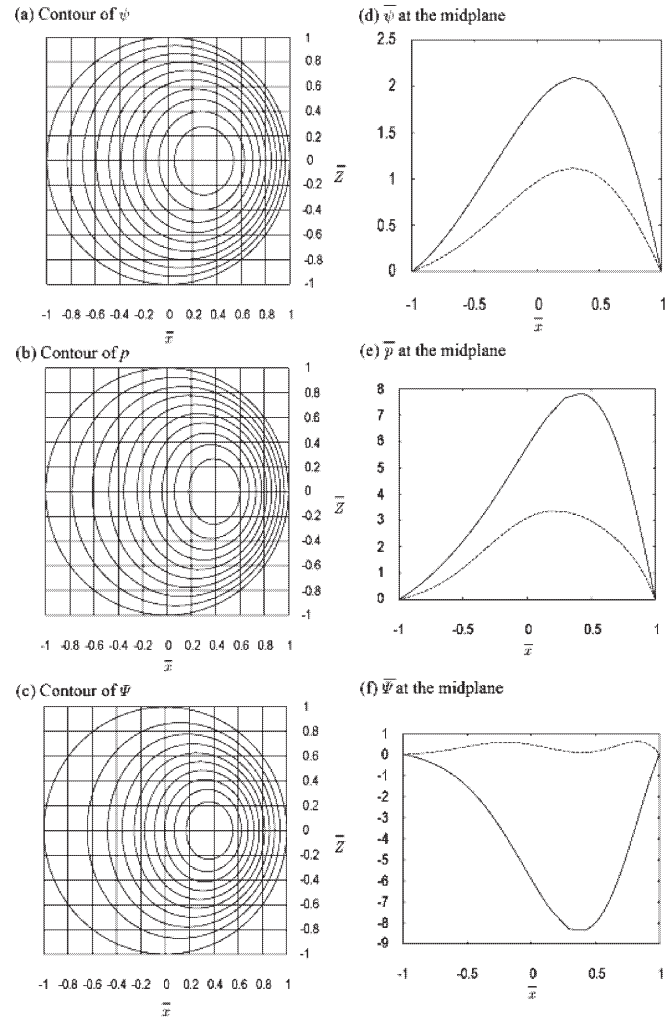 (a) Contour of ψ
1
0.8
0.6
0.4
0.2
0
-0.2
-0.4
-0.6
-0.8
-1
Z̅
-1 -0.8 -0.6 -0.4 -0.2 0 0.2 0.4 0.6 0.8 1
x̅
(d) ψ̅ at the midplane
2.5
2
1.5
1
0.5
0
-1 -0.5 0 0.5 1
x̅
(b) Contour of p
1
0.8
0.6
0.4
0.2
0
-0.2
-0.4
-0.6
-0.8
-1
Z̅
-1 -0.8 -0.6 -0.4 -0.2 0 0.2 0.4 0.6 0.8 1
x̅
(e) p̅ at the midplane
8
7
6
5
4
3
2
1
0
-1 -0.5 0 0.5 1
x̅
(c) Contour of Ψ
1
0.8
0.6
0.4
0.2
0
-0.2
-0.4
-0.6
-0.8
-1
Z̅
-1 -0.8 -0.6 -0.4 -0.2 0 0.2 0.4 0.6 0.8 1
x̅
(f) Ψ̅ at the midplane
1
0
-1
-2
-3
-4
-5
-6
-7
-8
-9
-1 -0.5 0 0.5 1
x̅